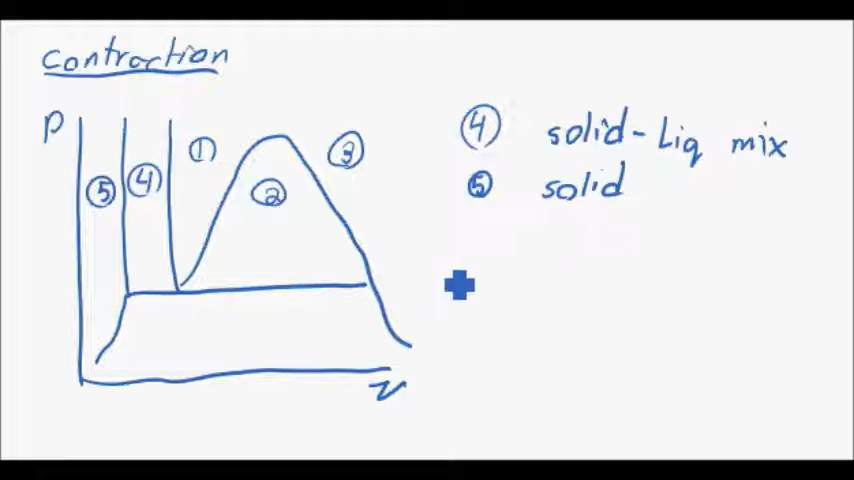 contraction
P
① ③
⑤ ④ ②
v
④ solid-Liq mix
⑤ solid